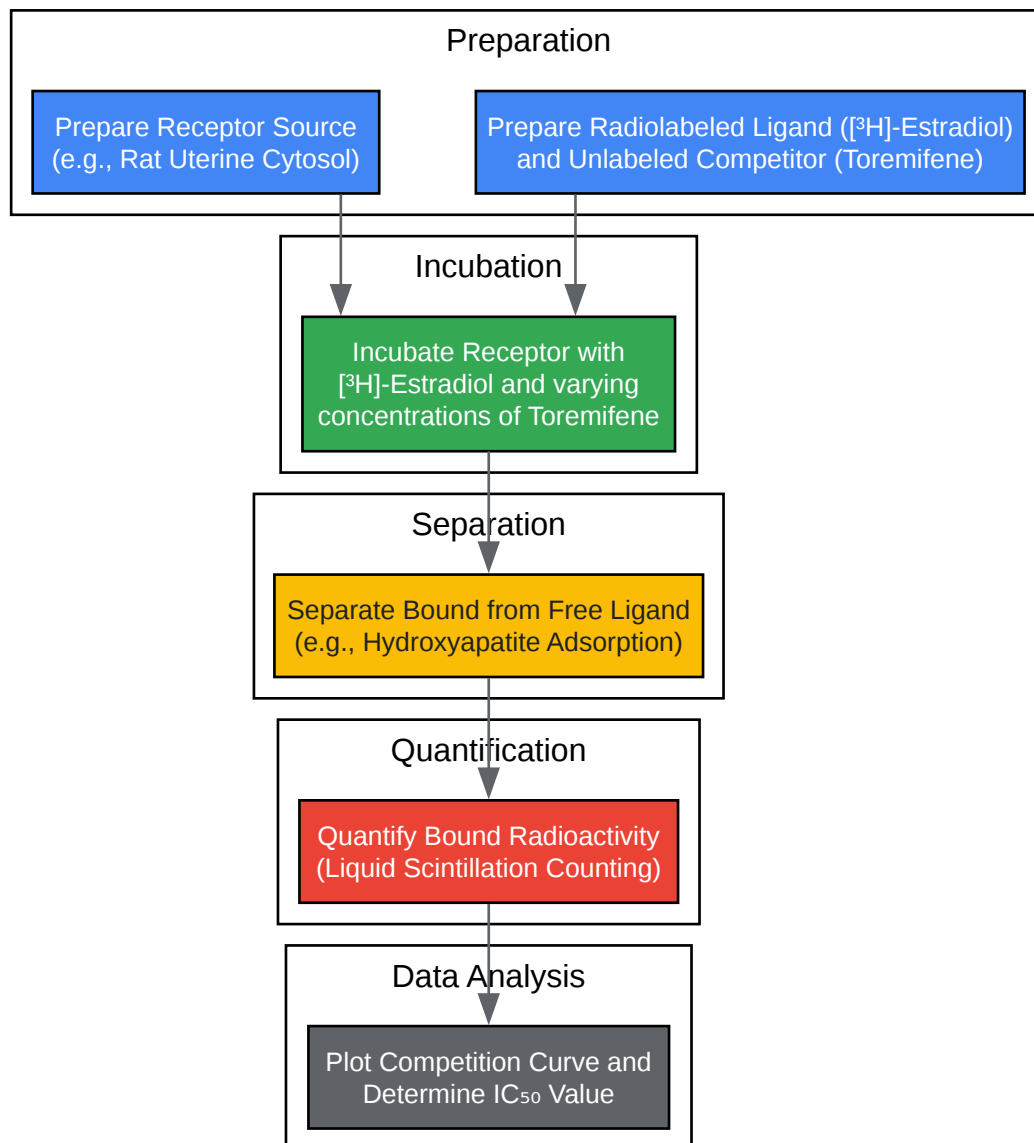 Preparation
Prepare Receptor Source
(e.g., Rat Uterine Cytosol)
Prepare Radiolabeled Ligand ([³H]-Estradiol)
and Unlabeled Competitor (Toremifene)
Incubation
Incubate Receptor with
[³H]-Estradiol and varying
concentrations of Toremifene
Separation
Separate Bound from Free Ligand
(e.g., Hydroxyapatite Adsorption)
Quantification
Quantify Bound Radioactivity
(Liquid Scintillation Counting)
Data Analysis
Plot Competition Curve and
Determine IC₅₀ Value